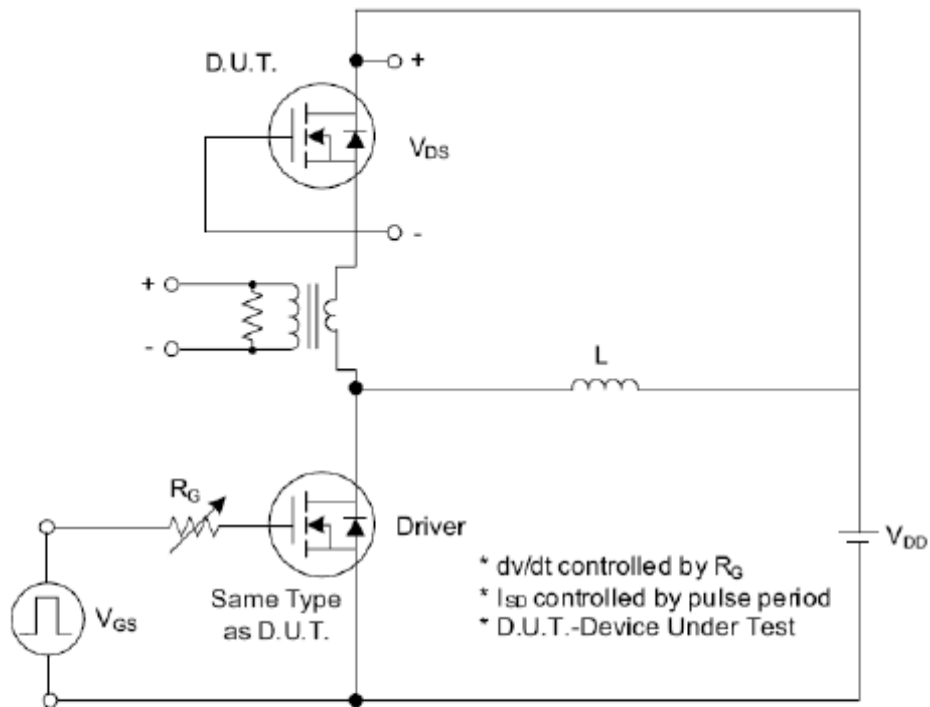 D.U.T.
+
VDS
-
+
-
L
RG
Driver
VDD
VGS
Same Type
as D.U.T.
* dv/dt controlled by RG
* ISD controlled by pulse period
* D.U.T.-Device Under Test